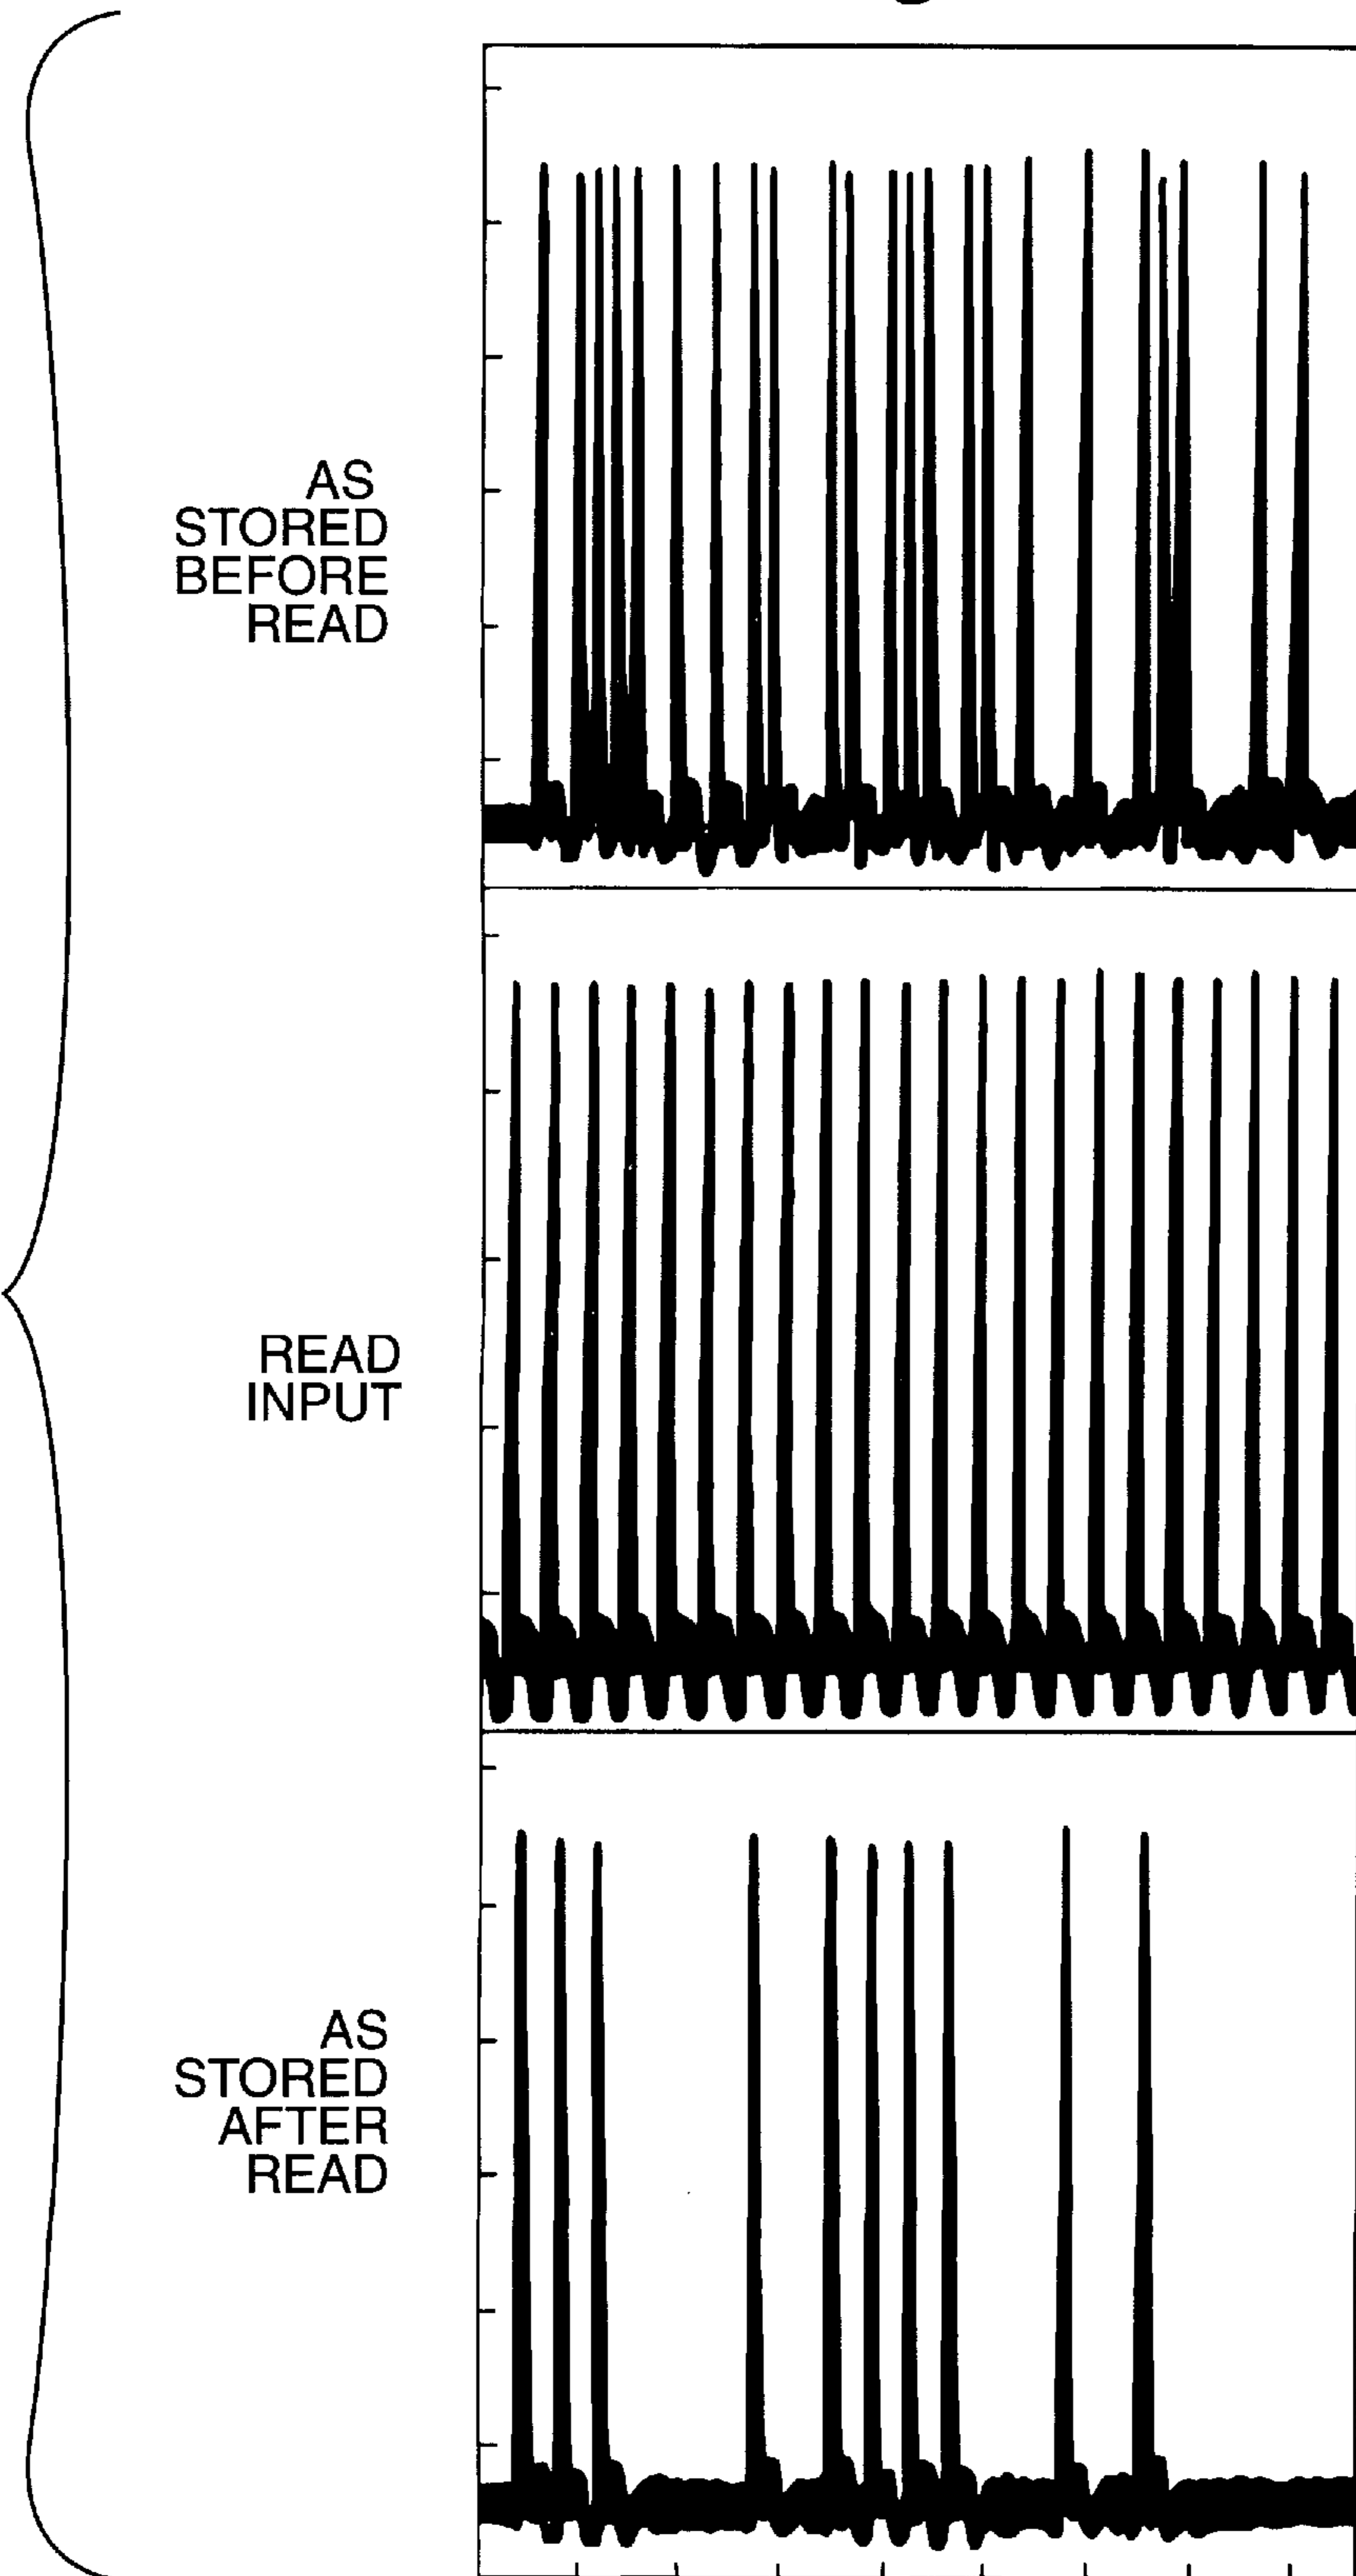 AS
STORED
BEFORE
READ
READ
INPUT
AS
STORED
AFTER
READ